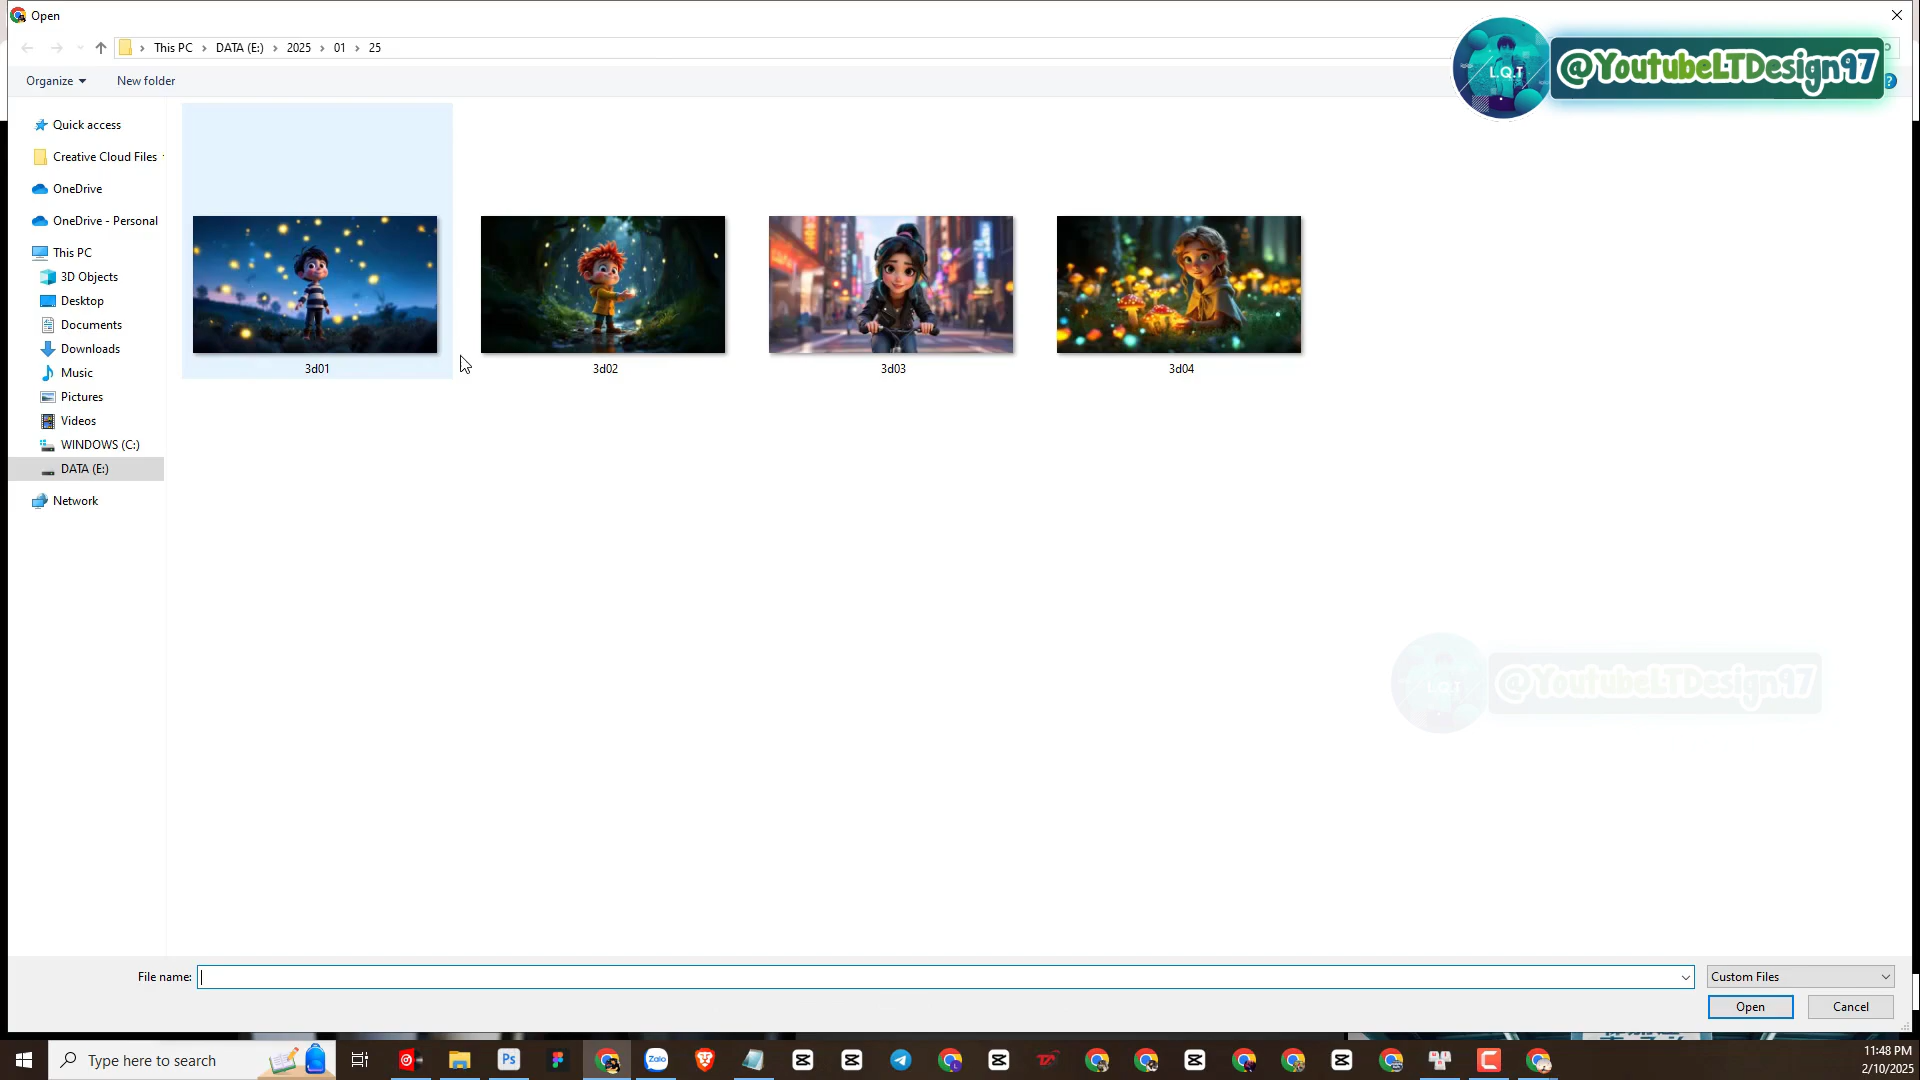 Open
This PC
DATA (E:)
2025
01
25
Organize
New folder
L.Q.T
@YoutubeLTDesign97
Quick access
Creative Cloud Files
OneDrive
OneDrive - Personal
This PC
3D Objects
Desktop
Documents
Downloads
Music
Pictures
Videos
WINDOWS (C:)
DATA (E:)
Network
3d01
3d02
3d03
3d04
L.Q.T
@YoutubeLTDesign97
File name:
Custom Files
Open
Cancel
Type here to search
Ps
Zalo
11:48 PM
2/10/2025